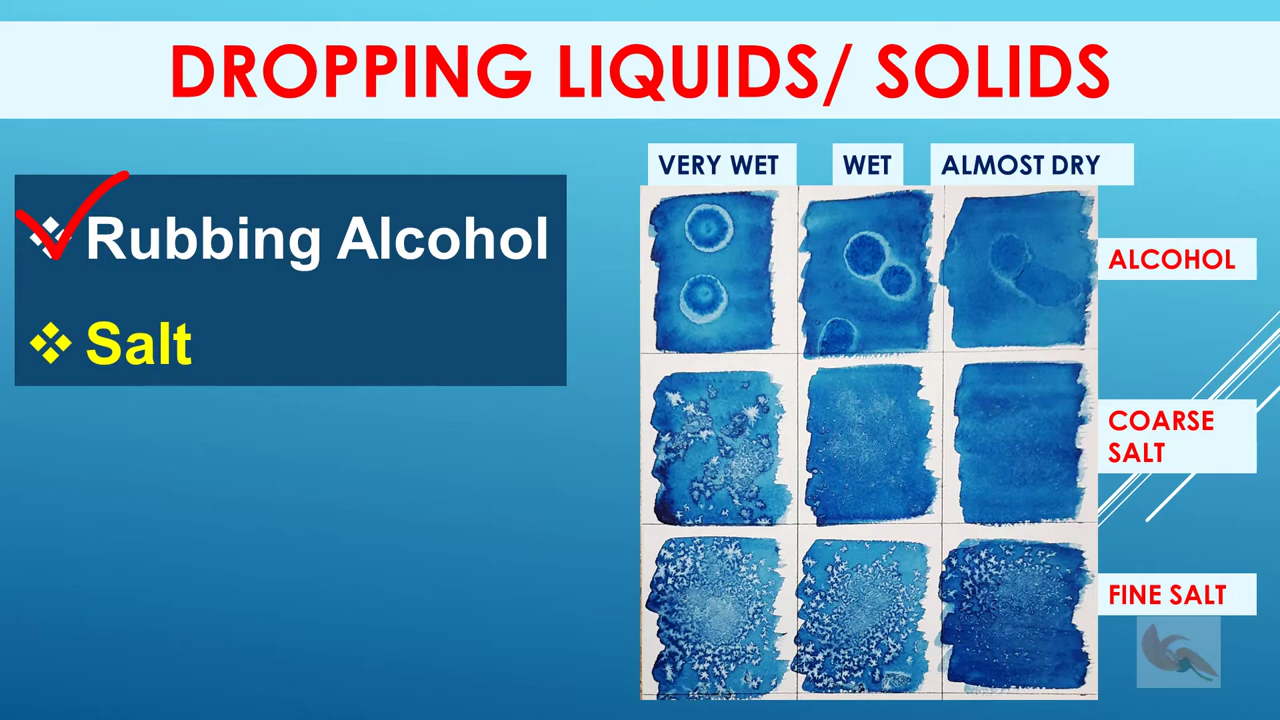 DROPPING LIQUIDS/ SOLIDS
Rubbing Alcohol
Salt
VERY WET
WET
ALMOST DRY
ALCOHOL
COARSE
SALT
FINE SALT